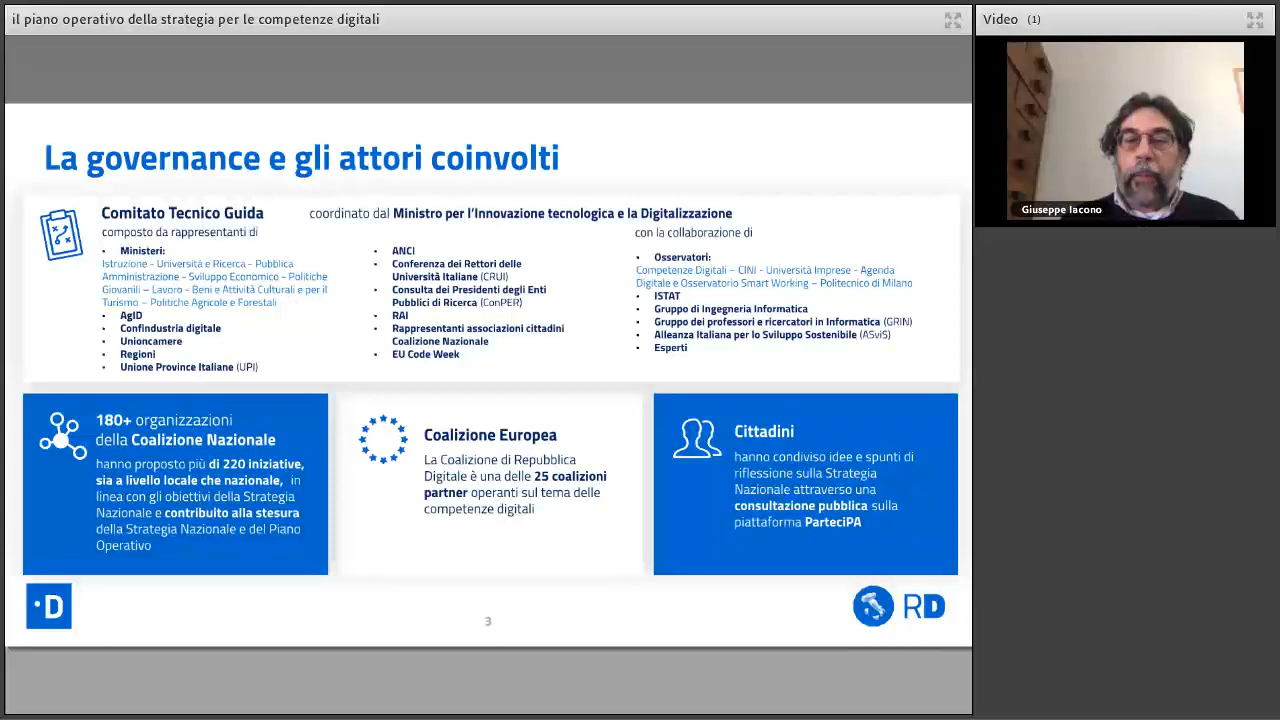 il piano operativo della strategia per le competenze digitali
Video (1)
Giuseppe Iacono
La governance e gli attori coinvolti
Comitato Tecnico Guida coordinato dal Ministro per l'Innovazione tecnologica e la Digitalizzazione
composto da rappresentanti di
• Ministeri:
Istruzione - Università e Ricerca - Pubblica
Amministrazione - Sviluppo Economico - Politiche
Giovanili – Lavoro - Beni e Attività Culturali e per il
Turismo – Politiche Agricole e Forestali
• AgID
• Confindustria digitale
• Unioncamere
• Regioni
• Unione Province Italiane (UPI)
• ANCI
• Conferenza dei Rettori delle
Università Italiane (CRUI)
• Consulta dei Presidenti degli Enti
Pubblici di Ricerca (ConPER)
• RAI
• Rappresentanti associazioni cittadini
Coalizione Nazionale
• EU Code Week
con la collaborazione di
• Osservatori:
Competenze Digitali – CINI - Università Imprese - Agenda
Digitale e Osservatorio Smart Working – Politecnico di Milano
• ISTAT
• Gruppo di Ingegneria Informatica
• Gruppo dei professori e ricercatori in Informatica (GRIN)
• Alleanza Italiana per lo Sviluppo Sostenibile (ASviS)
• Esperti
180+ organizzazioni
della Coalizione Nazionale
hanno proposto più di 220 iniziative,
sia a livello locale che nazionale, in
linea con gli obiettivi della Strategia
Nazionale e contribuito alla stesura
della Strategia Nazionale e del Piano
Operativo
Coalizione Europea
La Coalizione di Repubblica
Digitale è una delle 25 coalizioni
partner operanti sul tema delle
competenze digitali
Cittadini
hanno condiviso idee e spunti di
riflessione sulla Strategia
Nazionale attraverso una
consultazione pubblica sulla
piattaforma ParteciPA
·D
3
RD